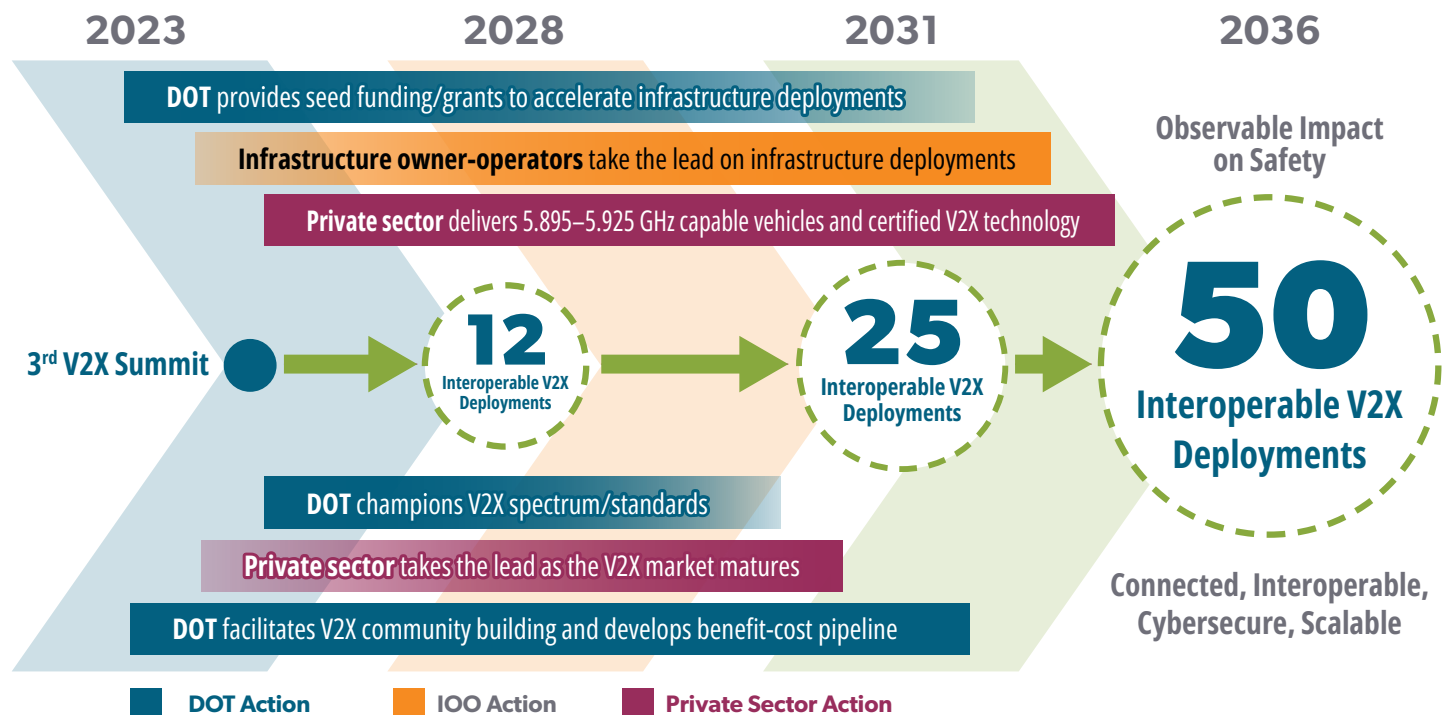 2023 2028 2031 2036
DOT provides seed funding/grants to accelerate infrastructure deployments
Infrastructure owner-operators take the lead on infrastructure deployments
Private sector delivers 5.895–5.925 GHz capable vehicles and certified V2X technology
Observable Impact
on Safety
3rd V2X Summit
12
Interoperable V2X
Deployments
25
Interoperable V2X
Deployments
50
Interoperable V2X
Deployments
DOT champions V2X spectrum/standards
Private sector takes the lead as the V2X market matures
DOT facilitates V2X community building and develops benefit-cost pipeline
Connected, Interoperable,
Cybersecure, Scalable
DOT Action IOO Action Private Sector Action